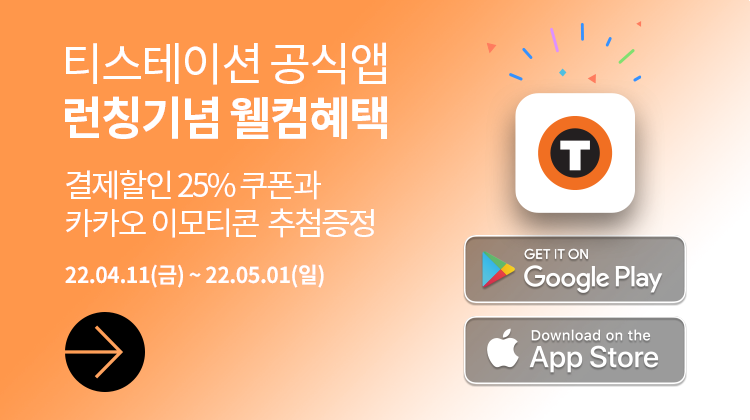 티스테이션 공식앱
런칭기념 웰컴혜택
결제할인 25% 쿠폰과
카카오 이모티콘 추첨증정
22.04.11(금) ~ 22.05.01(일)
T
GET IT ON
Google Play
Download on the
App Store